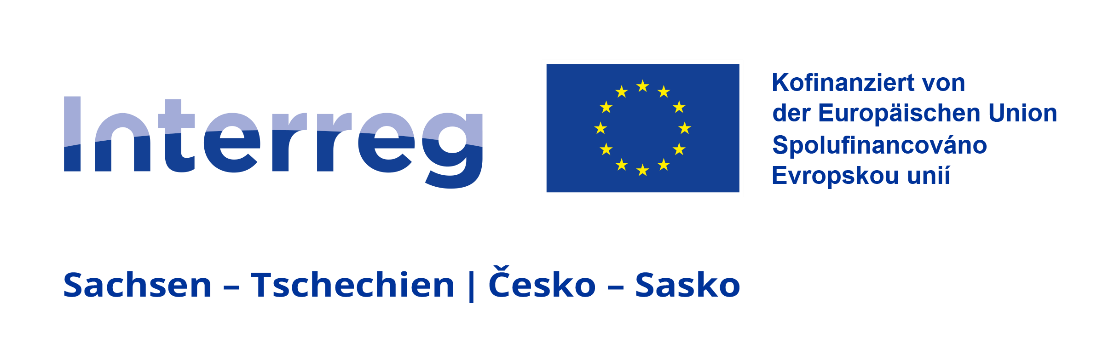 Interreg
Kofinanziert von
der Europäischen Union
Spolufinancováno
Evropskou unií
Sachsen – Tschechien | Česko – Sasko